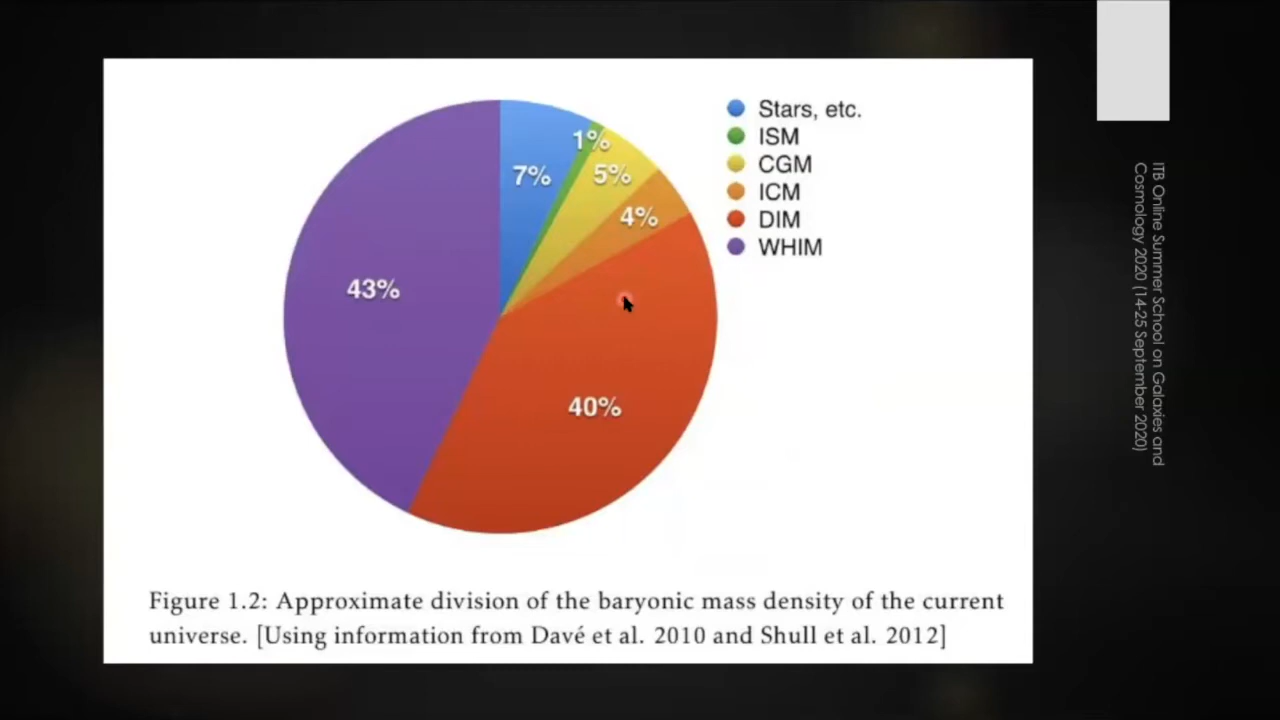 Stars, etc.
ISM
CGM
ICM
DIM
WHIM
1%
7%
5%
4%
43%
40%
Figure 1.2: Approximate division of the baryonic mass density of the current
universe. [Using information from Davé et al. 2010 and Shull et al. 2012]
ITB Online Summer School on Galaxies and
Cosmology 2020 (14-25 September 2020)